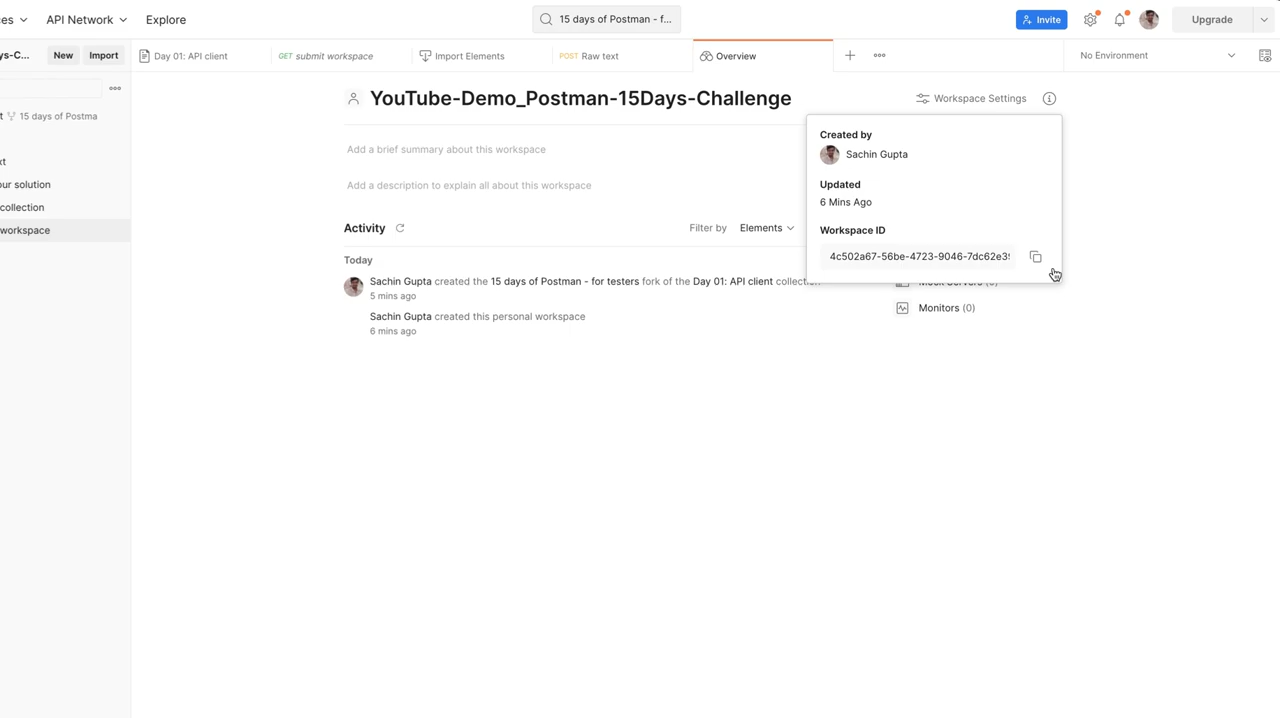 ces API Network Explore 15 days of Postman - f... Invite Upgrade
ys-C... New Import Day 01: API client GET submit workspace Import Elements POST Raw text Overview No Environment
YouTube-Demo_Postman-15Days-Challenge Workspace Settings
t 15 days of Postma
Created by
Add a brief summary about this workspace
Sachin Gupta
xt
our solution
Add a description to explain all about this workspace
Updated
6 Mins Ago
collection
workspace
Activity Filter by Elements
Workspace ID
4c502a67-56be-4723-9046-7dc62e3
Today
Sachin Gupta created the 15 days of Postman - for testers fork of the Day 01: API client collection
5 mins ago
Monitors (0)
Sachin Gupta created this personal workspace
6 mins ago